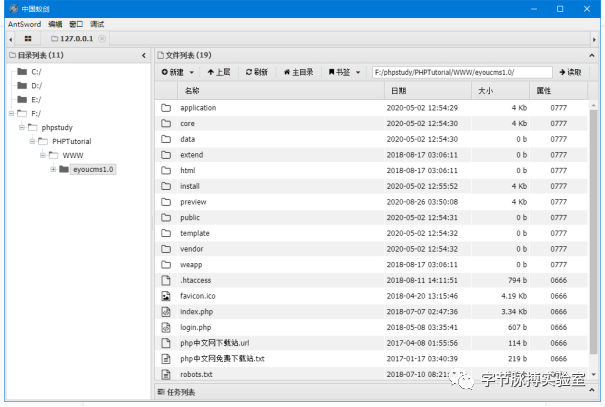 中国蚁剑
AntSword 编辑 窗口 调试
127.0.0.1
目录列表 (11)
C:/
D:/
E:/
F:/
phpstudy
PHPTutorial
WWW
eyoucms1.0
文件列表 (19)
新建 上层 刷新 主目录 书签 F:/phpstudy/PHPTutorial/WWW/eyoucms1.0/ 读取
名称 日期 大小 属性
application 2020-05-02 12:54:29 4 Kb 0777
core 2020-05-02 12:54:30 4 Kb 0777
data 2020-05-02 12:54:30 0 b 0777
extend 2018-08-17 03:06:11 0 b 0777
html 2018-08-17 03:06:11 0 b 0777
install 2020-05-02 12:55:52 4 Kb 0777
preview 2020-08-26 03:50:08 4 Kb 0777
public 2020-05-02 12:54:31 0 b 0777
template 2020-05-02 12:54:32 0 b 0777
vendor 2020-05-02 12:54:32 0 b 0777
weapp 2018-08-17 03:06:11 0 b 0777
.htaccess 2018-08-11 14:11:51 794 b 0666
favicon.ico 2018-04-20 13:15:46 4.19 Kb 0666
index.php 2018-07-07 02:47:36 3.34 Kb 0666
login.php 2018-05-08 03:35:41 607 b 0666
php中文网下载站.url 2017-04-08 01:55:56 114 b 0666
php中文网免费下载站.txt 2017-01-17 03:40:39 219 b 0666
robots.txt 2018-07-10
任务列表
字节脉搏实验室